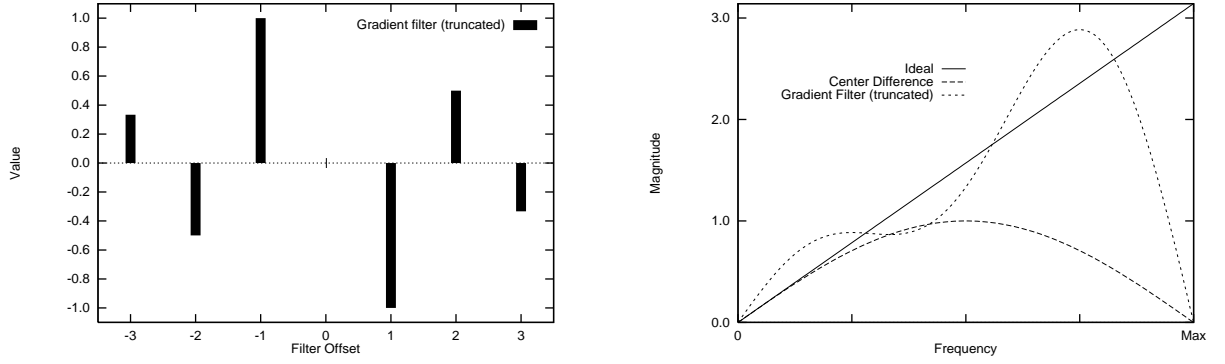 1.0
0.8
0.6
0.4
0.2
0.0
-0.2
-0.4
-0.6
-0.8
-1.0
Value
Gradient filter (truncated)
-3 -2 -1 0 1 2 3
Filter Offset
3.0
2.0
1.0
0.0
Magnitude
Ideal
Center Difference
Gradient Filter (truncated)
0 Max
Frequency